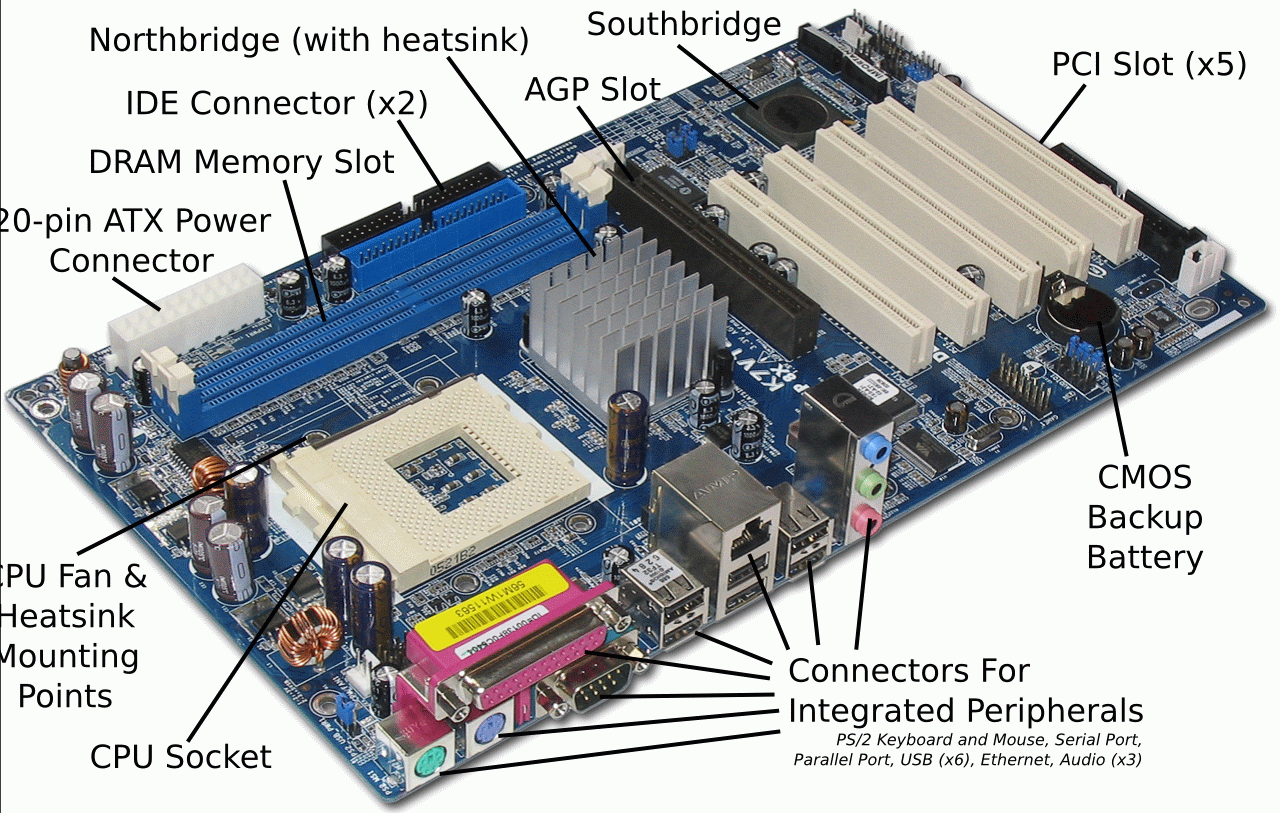 Southbridge
Northbridge (with heatsink)
PCI Slot (x5)
AGP Slot
IDE Connector (x2)
DRAM Memory Slot
20-pin ATX Power
Connector
CMOS
Backup
Battery
CPU Fan &
Heatsink
Mounting
Points
CPU Socket
Connectors For
Integrated Peripherals
PS/2 Keyboard and Mouse, Serial Port,
Parallel Port, USB (x6), Ethernet, Audio (x3)
052182
56M1W11563